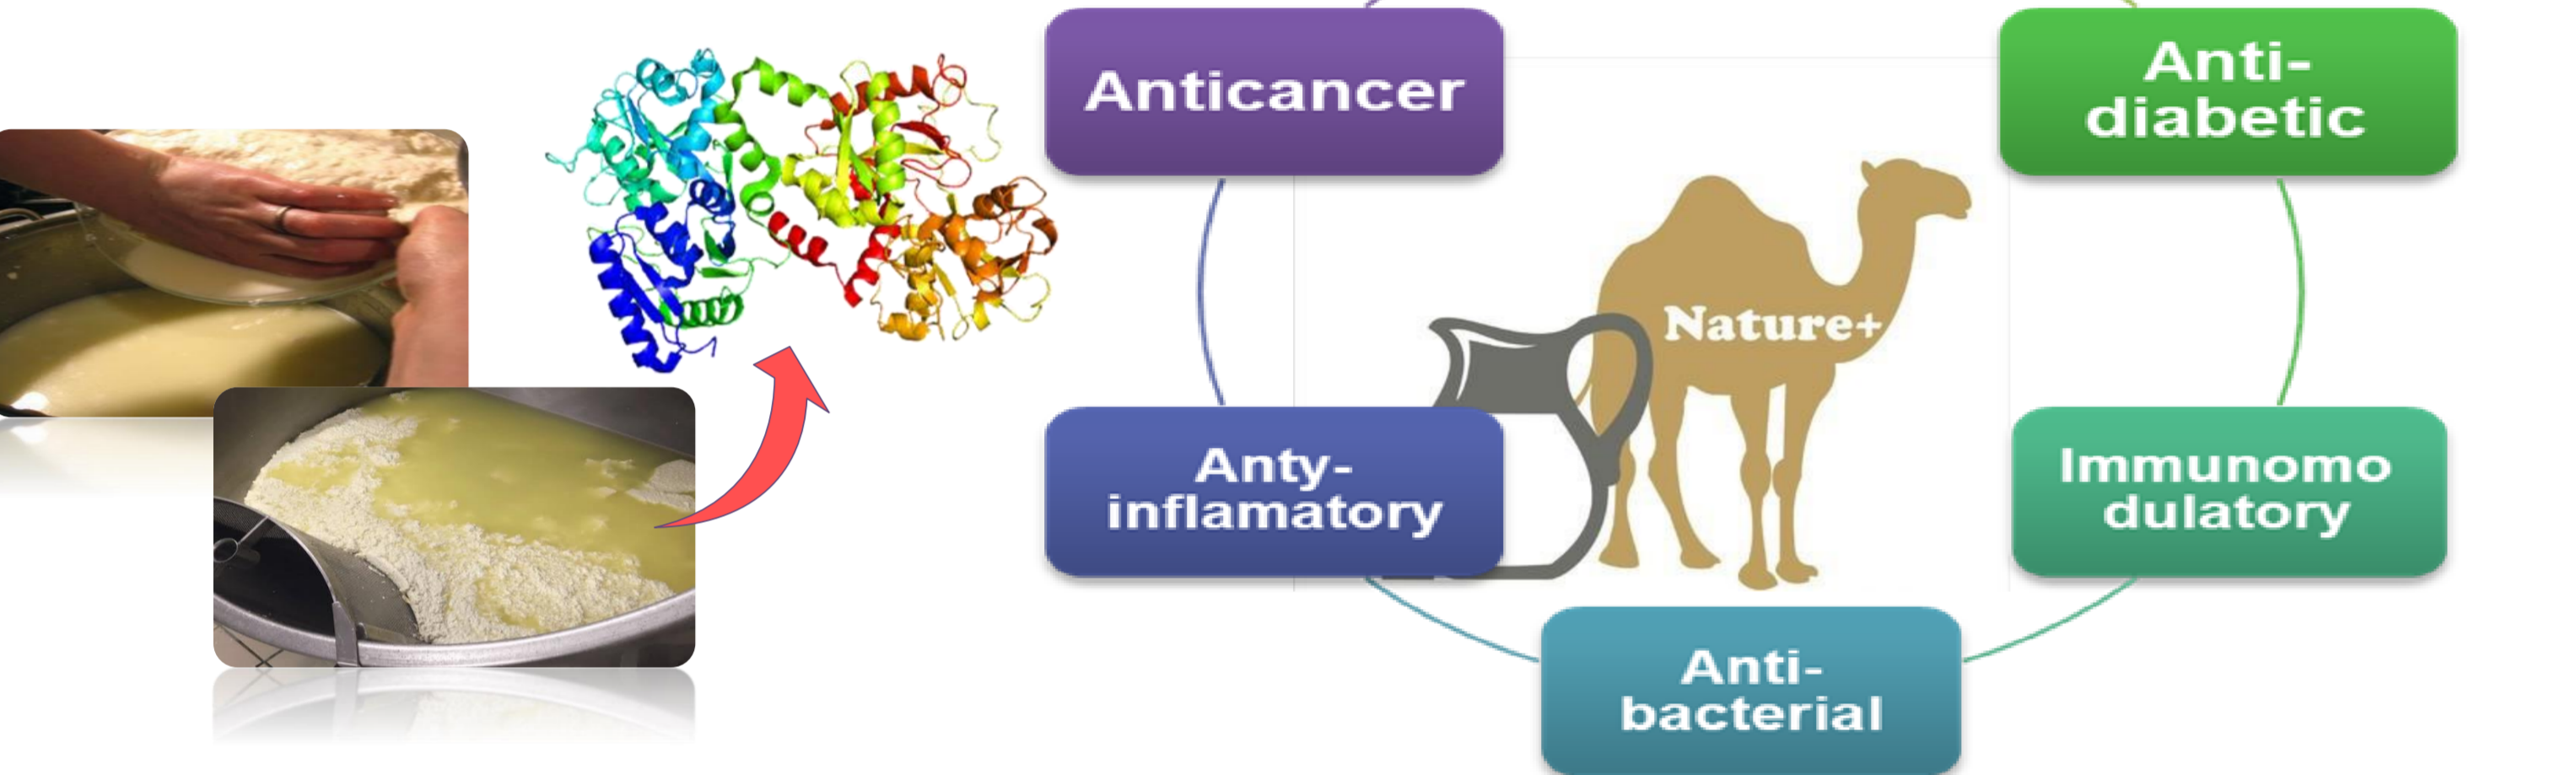 Anticancer
Anti-
diabetic
Nature+
Anty-
inflamatory
Immunomo
dulatory
Anti-
bacterial